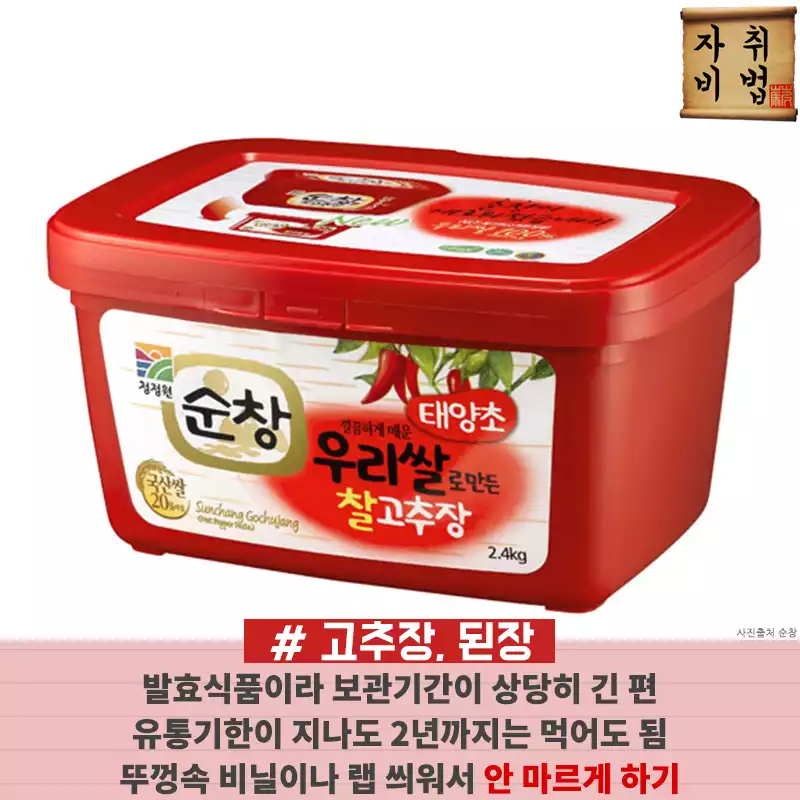 자취
비법
순창
New
청정원
순창
깔끔하게 매운
태양초
우리쌀로만든
찰고추장
국산쌀
Sunchang Gochujang
(Hot Pepper Paste)
2.4kg
사진출처 순창
# 고추장, 된장
발효식품이라 보관기간이 상당히 긴 편
유통기한이 지나도 2년까지는 먹어도 됨
뚜껑속 비닐이나 랩 씌워서 안 마르게 하기